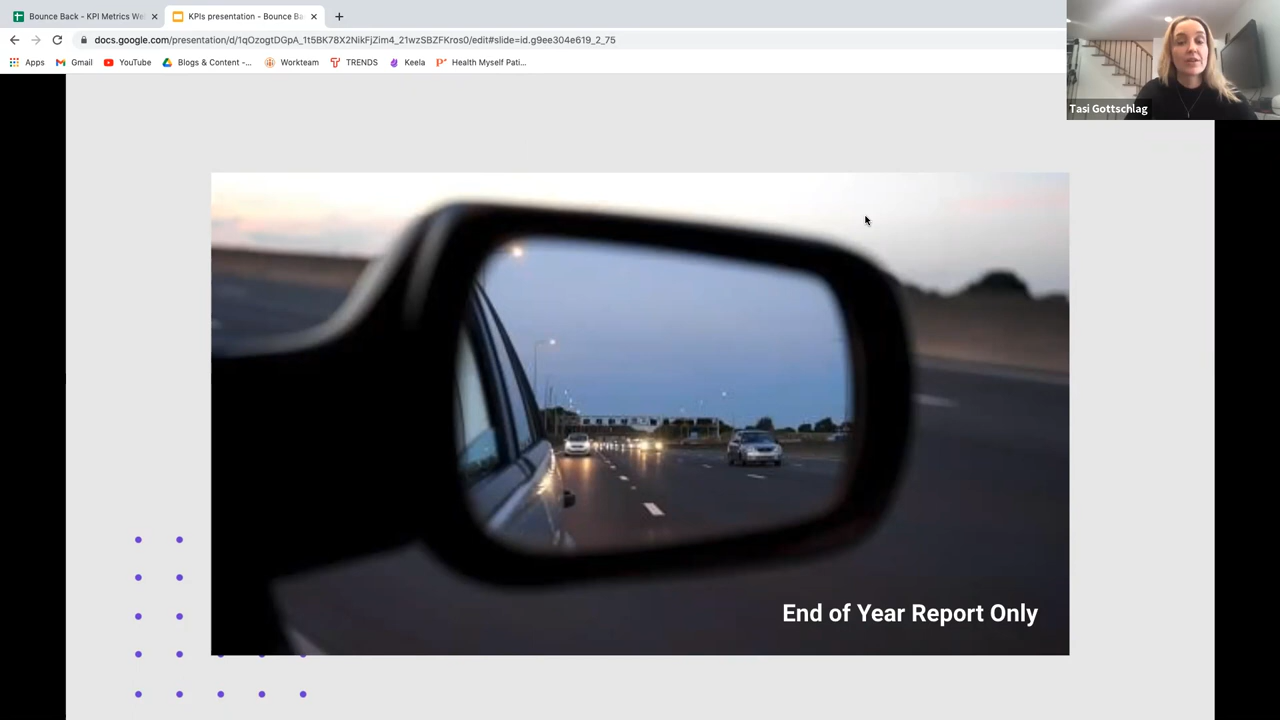 Bounce Back - KPI Metrics We
KPIs presentation - Bounce Ba
docs.google.com/presentation/d/1qOzogtDGpA_1t5BK78X2NikFjZim4_21wzSBZFKros0/edit#slide=id.g9ee304e619_2_75
Apps Gmail YouTube Blogs & Content -... Workteam TRENDS Keela Health Myself Pati...
Tasi Gottschlag
End of Year Report Only